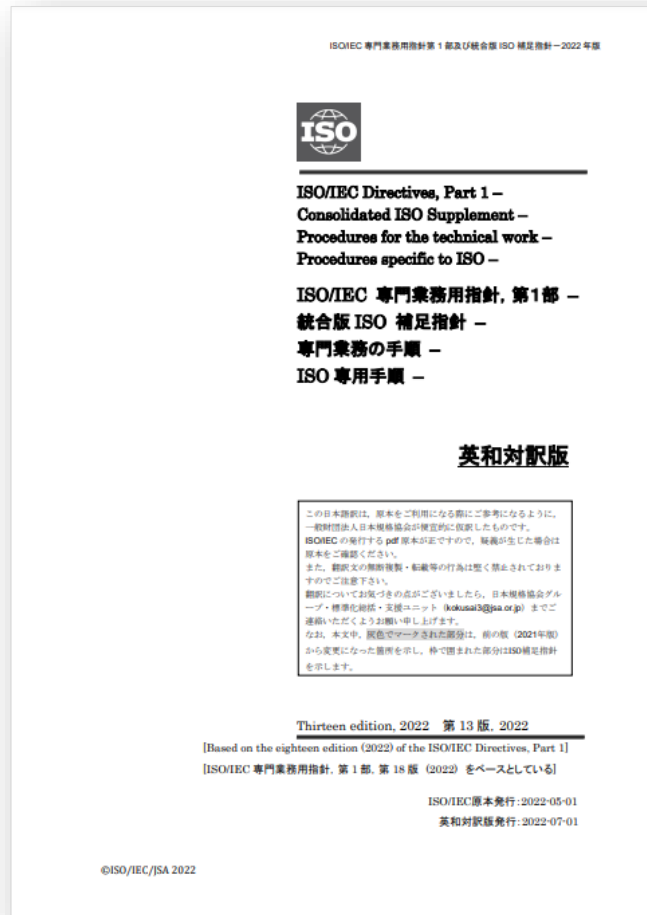 ISO/IEC 専門業務用指針第 1 部及び統合版 ISO 補足指針－2022 年版
ISO
ISO/IEC Directives, Part 1 –
Consolidated ISO Supplement –
Procedures for the technical work –
Procedures specific to ISO –
ISO/IEC 専門業務用指針, 第1部 –
統合版 ISO 補足指針 –
専門業務の手順 –
ISO 専用手順 –
英和対訳版
この日本語訳は，原本をご利用になる際にご参考になるように，
一般財団法人日本規格協会が便宜的に仮訳したものです。
ISO/IEC の発行する pdf 原本が正ですので，疑義が生じた場合は
原本をご確認ください。
また，翻訳文の無断複製・転載等の行為は堅く禁止されておりま
すのでご注意下さい。
翻訳についてお気づきの点がございましたら，日本規格協会グル
ープ・標準化総括・支援ユニット（kokusai3@jsa.or.jp）までご
連絡いただくようお願い申し上げます。
なお，本文中，灰色でマークされた部分は，前の版（2021年版）
から変更になった箇所を示し，枠で囲まれた部分はISO補足指針
を示します。
Thirteen edition, 2022 第 13 版, 2022
[Based on the eighteen edition (2022) of the ISO/IEC Directives, Part 1]
[ISO/IEC 専門業務用指針, 第 1 部, 第 18 版 (2022) をベースとしている]
ISO/IEC原本発行:2022-05-01
英和対訳版発行:2022-07-01
©ISO/IEC/JSA 2022